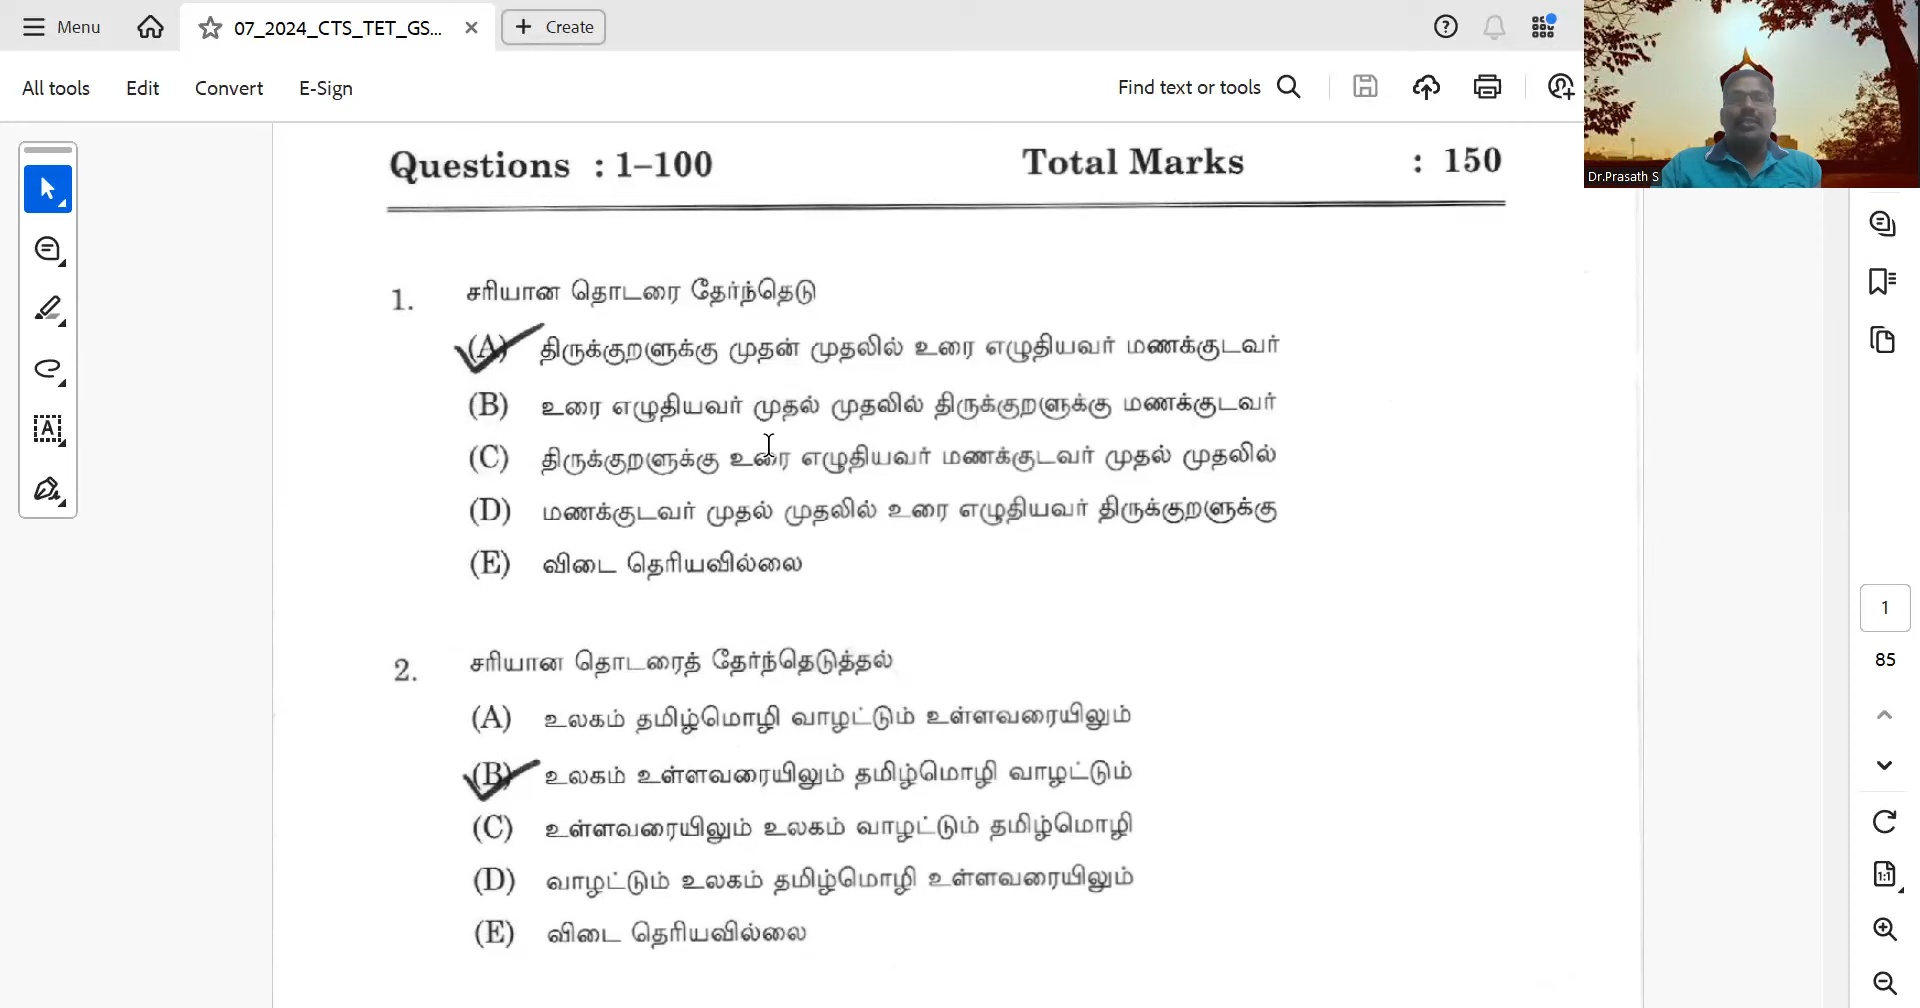 Menu
07_2024_CTS_TET_GS...
Create
All tools
Edit
Convert
E-Sign
Find text or tools
Dr.Prasath S
Questions : 1–100
Total Marks : 150
1. சரியான தொடரை தேர்ந்தெடு
(A) திருக்குறளுக்கு முதன் முதலில் உரை எழுதியவர் மணக்குடவர்
(B) உரை எழுதியவர் முதல் முதலில் திருக்குறளுக்கு மணக்குடவர்
(C) திருக்குறளுக்கு உரை எழுதியவர் மணக்குடவர் முதல் முதலில்
(D) மணக்குடவர் முதல் முதலில் உரை எழுதியவர் திருக்குறளுக்கு
(E) விடை தெரியவில்லை
2. சரியான தொடரைத் தேர்ந்தெடுத்தல்
(A) உலகம் தமிழ்மொழி வாழட்டும் உள்ளவரையிலும்
(B) உலகம் உள்ளவரையிலும் தமிழ்மொழி வாழட்டும்
(C) உள்ளவரையிலும் உலகம் வாழட்டும் தமிழ்மொழி
(D) வாழட்டும் உலகம் தமிழ்மொழி உள்ளவரையிலும்
(E) விடை தெரியவில்லை
1
85
1:1